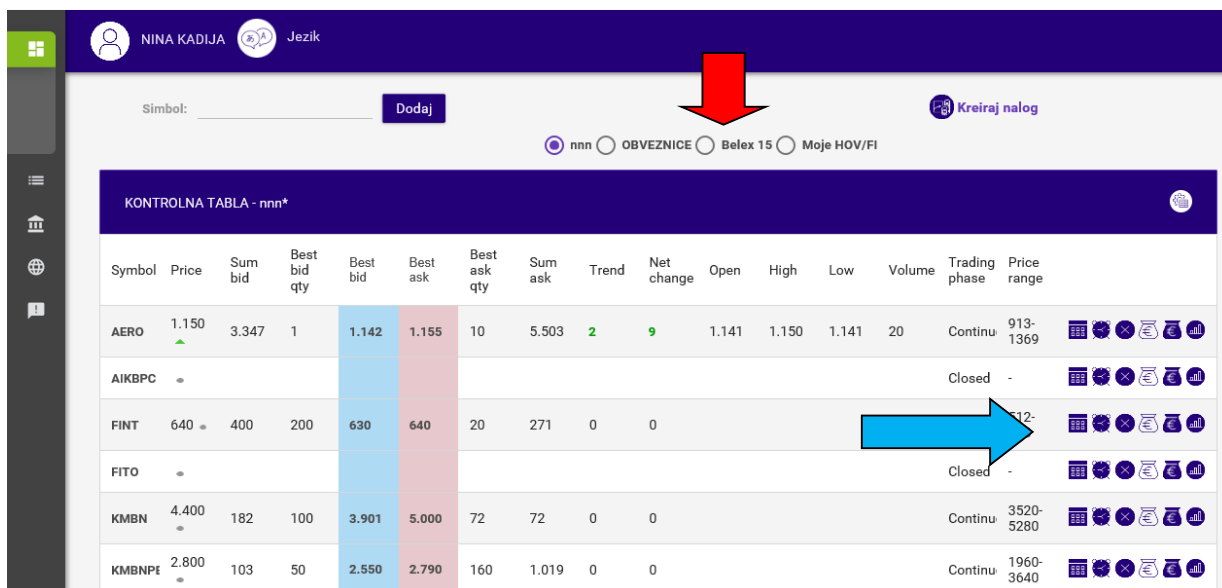 NINA KADIJA Jezik
Simbol: Dodaj Kreiraj nalog
nnn OBVEZNICE Belex 15 Moje HOV/FI
KONTROLNA TABLA - nnn*
Symbol Price Sum bid Best bid qty Best bid Best ask Best ask qty Sum ask Trend Net change Open High Low Volume Trading phase Price range
AERO 1.150 3.347 1 1.142 1.155 10 5.503 2 9 1.141 1.150 1.141 20 Continu 913-1369
AIKBPC Closed -
FINT 640 400 200 630 640 20 271 0 0
FITO Closed -
KMBN 4.400 182 100 3.901 5.000 72 72 0 0 Continu 3520-5280
KMBNPE 2.800 103 50 2.550 2.790 160 1.019 0 0 Continu 1960-3640